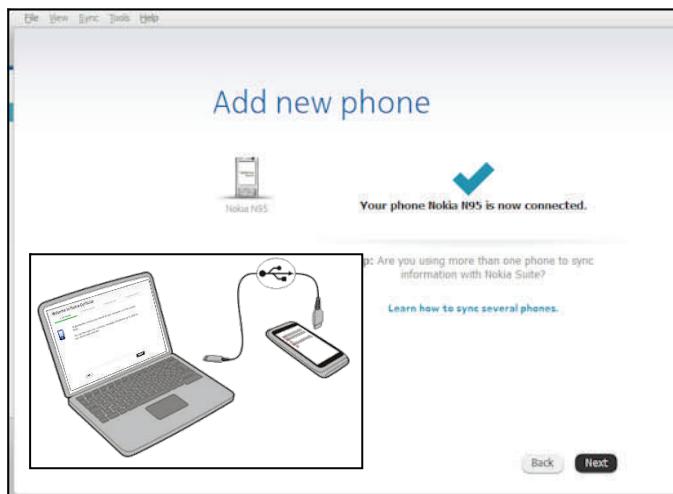 File View Sync Tools Help
Add new phone
Nokia N95
Your phone Nokia N95 is now connected.
Are you using more than one phone to sync
information with Nokia Suite?
Learn how to sync several phones.
Back Next